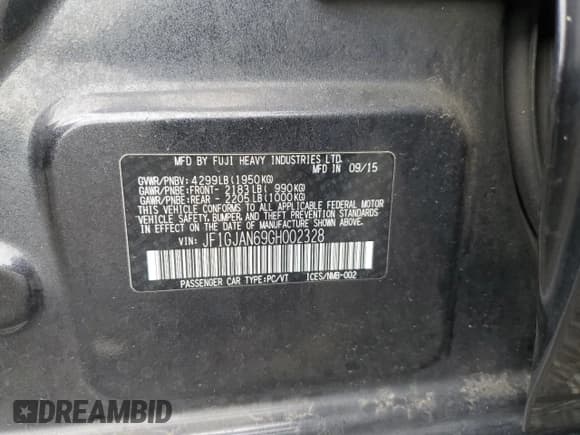 MFD BY FUJI HEAVY INDUSTRIES LTD.
MFD IN 09/15
GVWR/PNBV: 4299LB(1950KG)
GAWR/PNBE:FRONT- 2183LB( 990KG)
GAWR/PNBE:REAR - 2205LB(1000KG)
THIS VEHICLE CONFORMS TO ALL APPLICABLE FEDERAL MOTOR
VEHICLE SAFETY, BUMPER, AND THEFT PREVENTION STANDARDS
IN EFFECT ON THE DATE OF MANUFACTURE SHOWN ABOVE.
VIN: JF1GJAN69GH002328
PASSENGER CAR TYPE:PC/VT ICES/NMB-002
DREAMBID